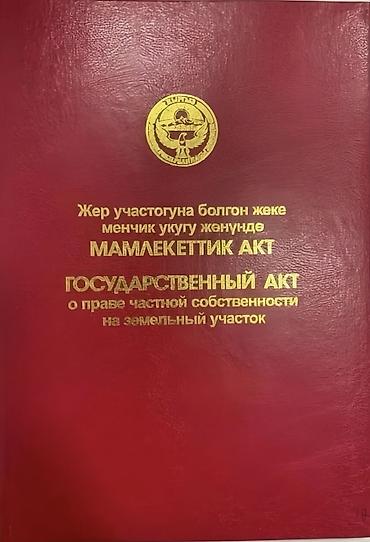 Жер участогуна болгон жеке
менчик укугу жөнүндө
МАМЛЕКЕТТИК АКТ
ГОСУДАРСТВЕННЫЙ АКТ
о праве частной собственности
на земельный участок